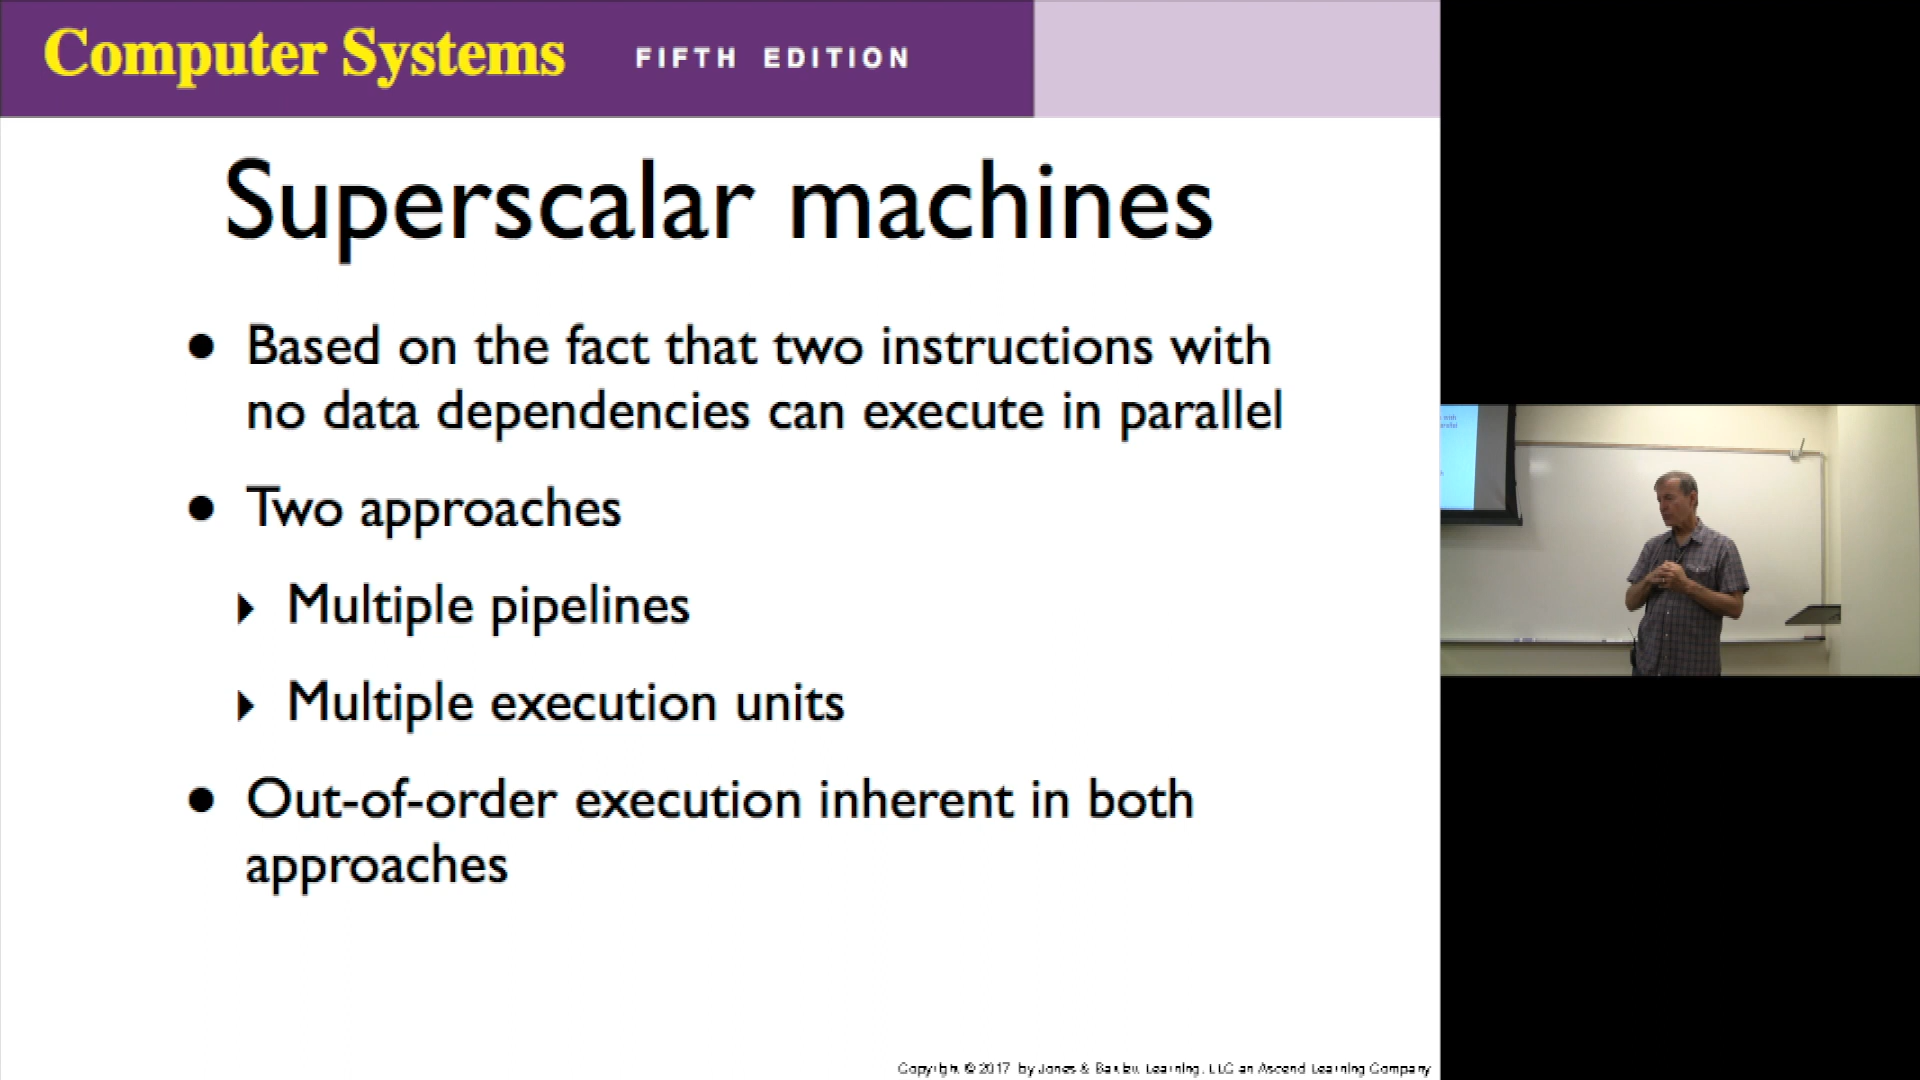 Computer Systems FIFTH EDITION
Superscalar machines
● Based on the fact that two instructions with
no data dependencies can execute in parallel
● Two approaches
▸ Multiple pipelines
▸ Multiple execution units
● Out-of-order execution inherent in both
approaches
Copyright © 2017 by Jones & Bartlett Learning, LLC an Ascend Learning Company